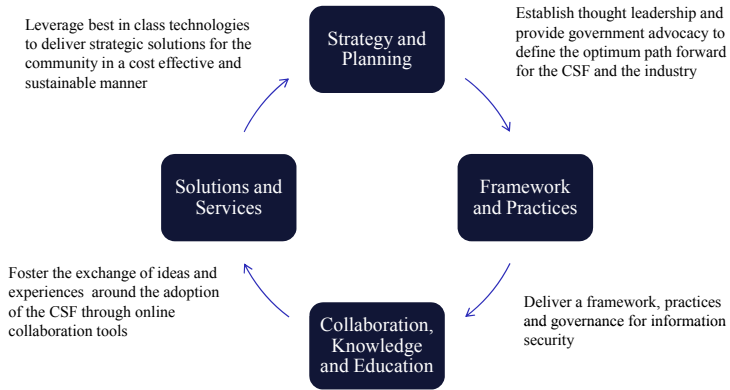 Leverage best in class technologies
to deliver strategic solutions for the
community in a cost effective and
sustainable manner
Strategy and
Planning
Establish thought leadership and
provide government advocacy to
define the optimum path forward
for the CSF and the industry
Solutions and
Services
Framework
and Practices
Foster the exchange of ideas and
experiences around the adoption
of the CSF through online
collaboration tools
Collaboration,
Knowledge
and Education
Deliver a framework, practices
and governance for information
security